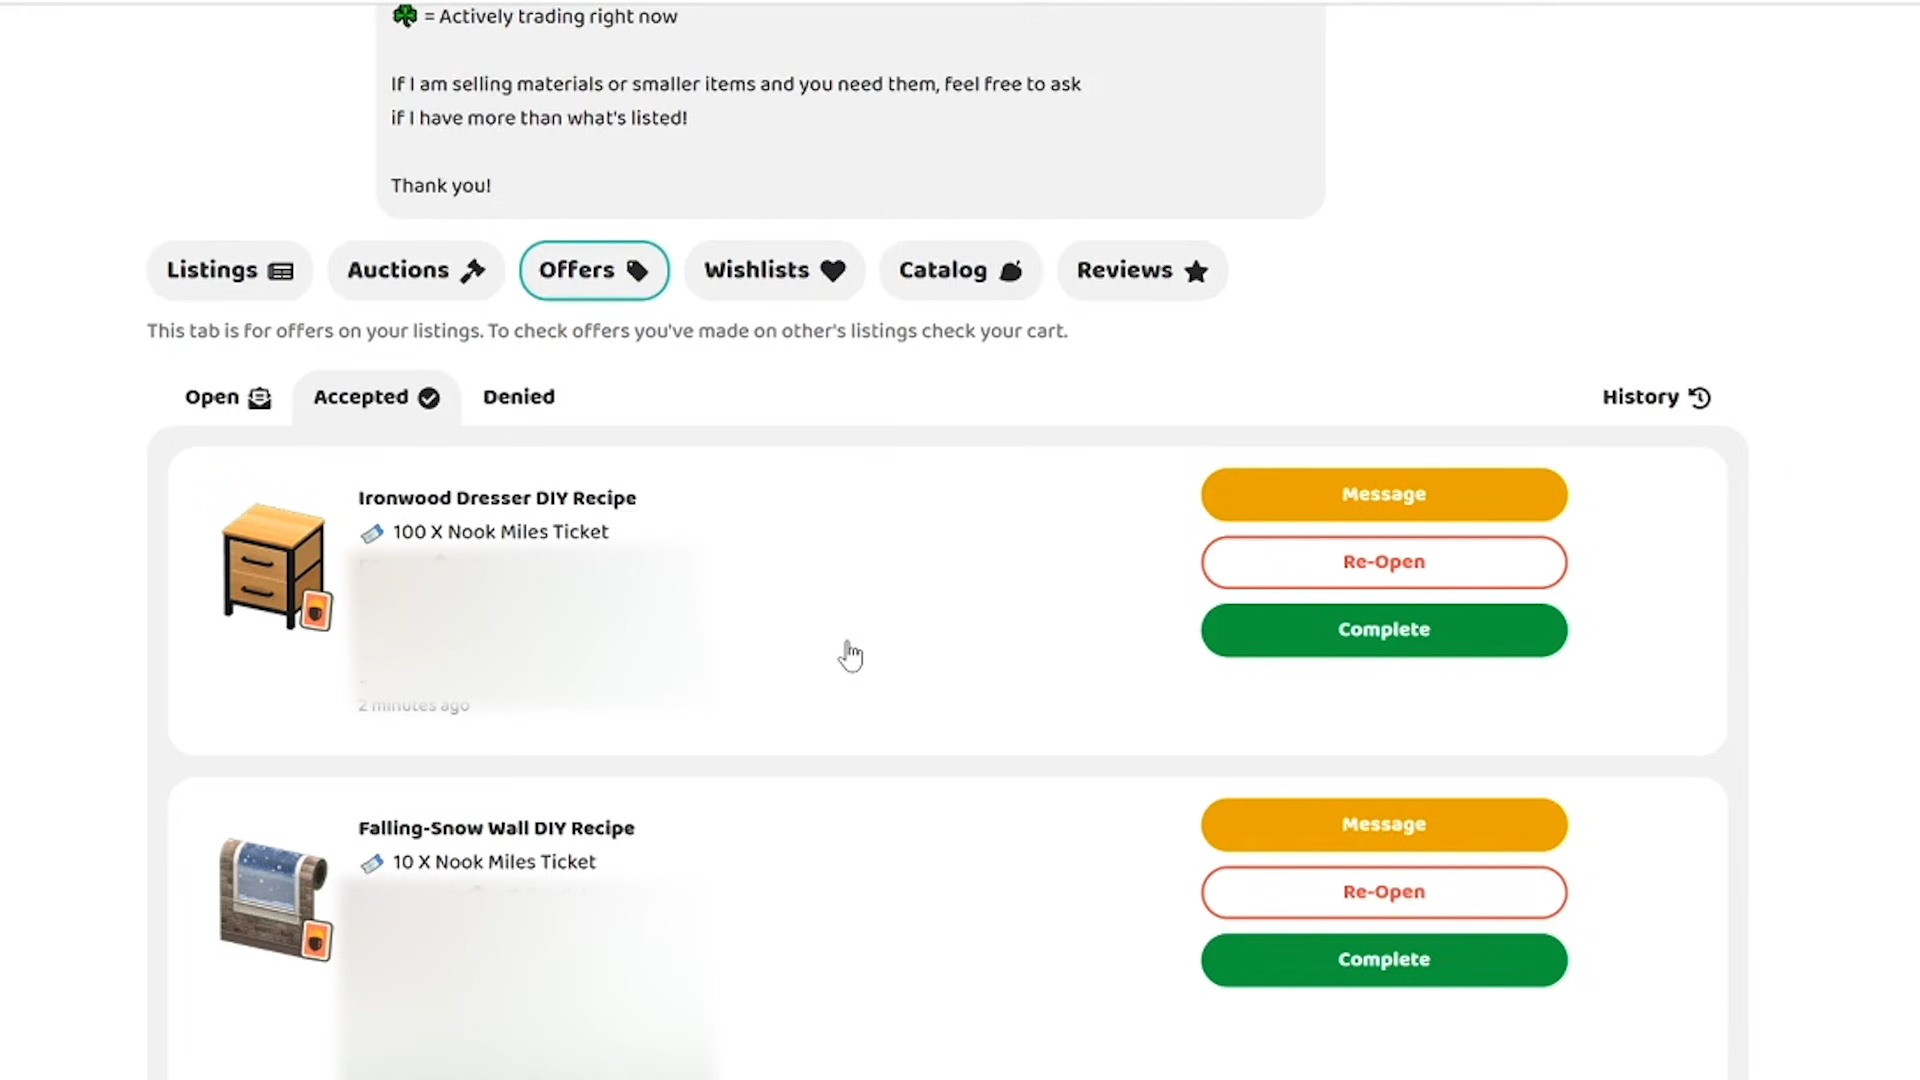 = Actively trading right now
If I am selling materials or smaller items and you need them, feel free to ask
if I have more than what's listed!
Thank you!
Listings
Auctions
Offers
Wishlists
Catalog
Reviews
This tab is for offers on your listings. To check offers you've made on other's listings check your cart.
Open
Accepted
Denied
History
Ironwood Dresser DIY Recipe
100 X Nook Miles Ticket
2 minutes ago
Message
Re-Open
Complete
Falling-Snow Wall DIY Recipe
10 X Nook Miles Ticket
Message
Re-Open
Complete